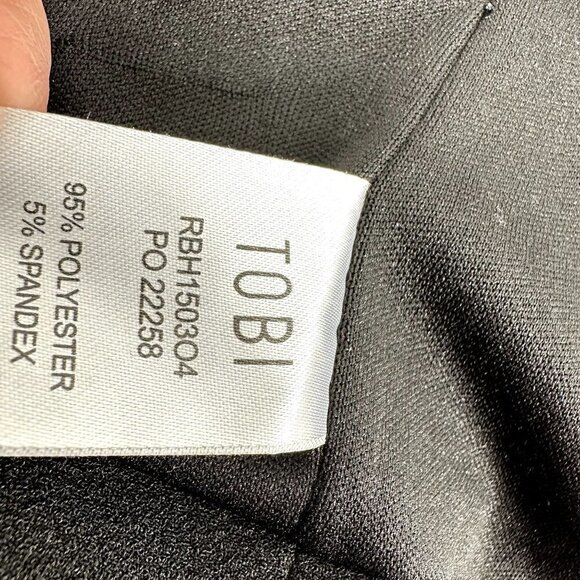 TOBI
RBH150304
PO 22258
95% POLYESTER
5% SPANDEX